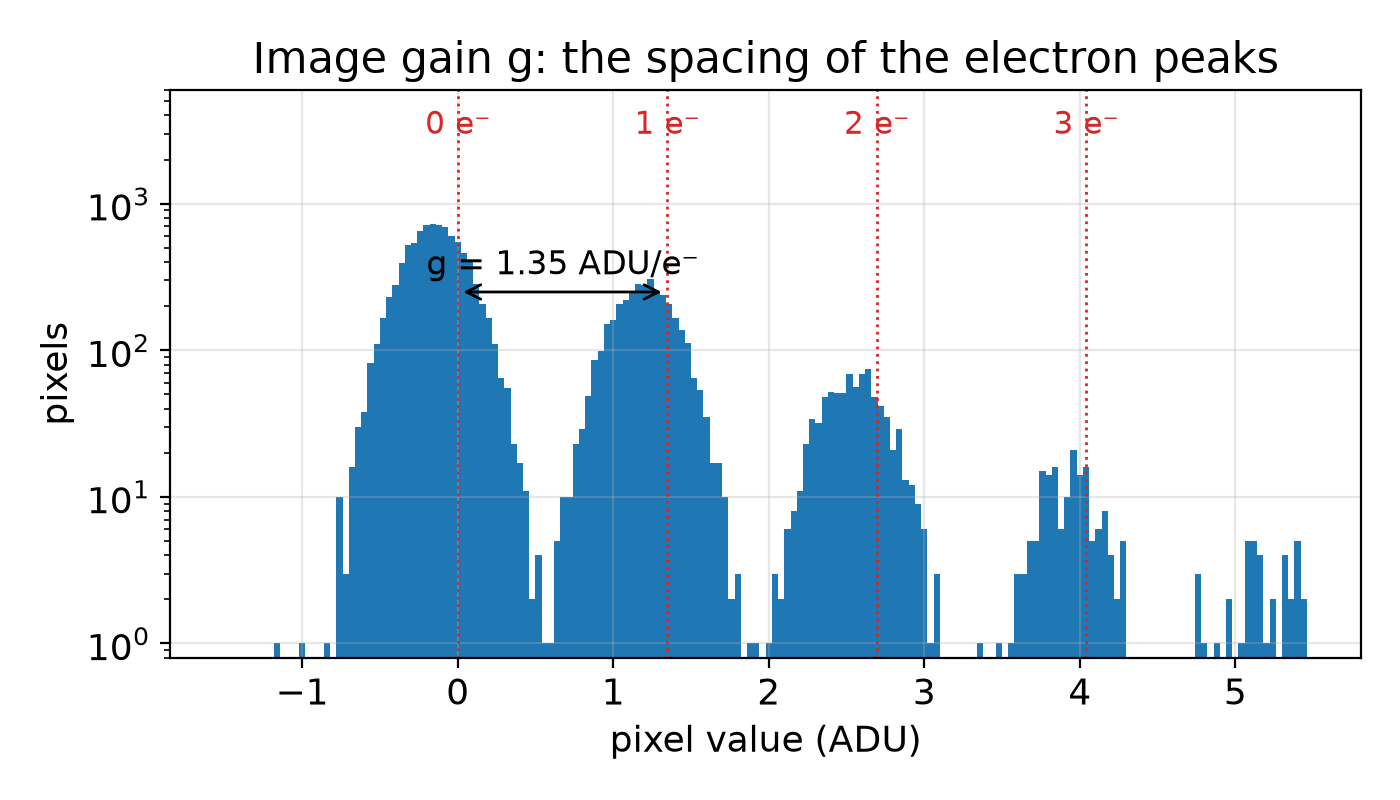 Image gain g: the spacing of the electron peaks
0 e⁻ 1 e⁻ 2 e⁻ 3 e⁻
g = 1.35 ADU/e⁻
pixels
10³
10²
10¹
10⁰
−1 0 1 2 3 4 5
pixel value (ADU)